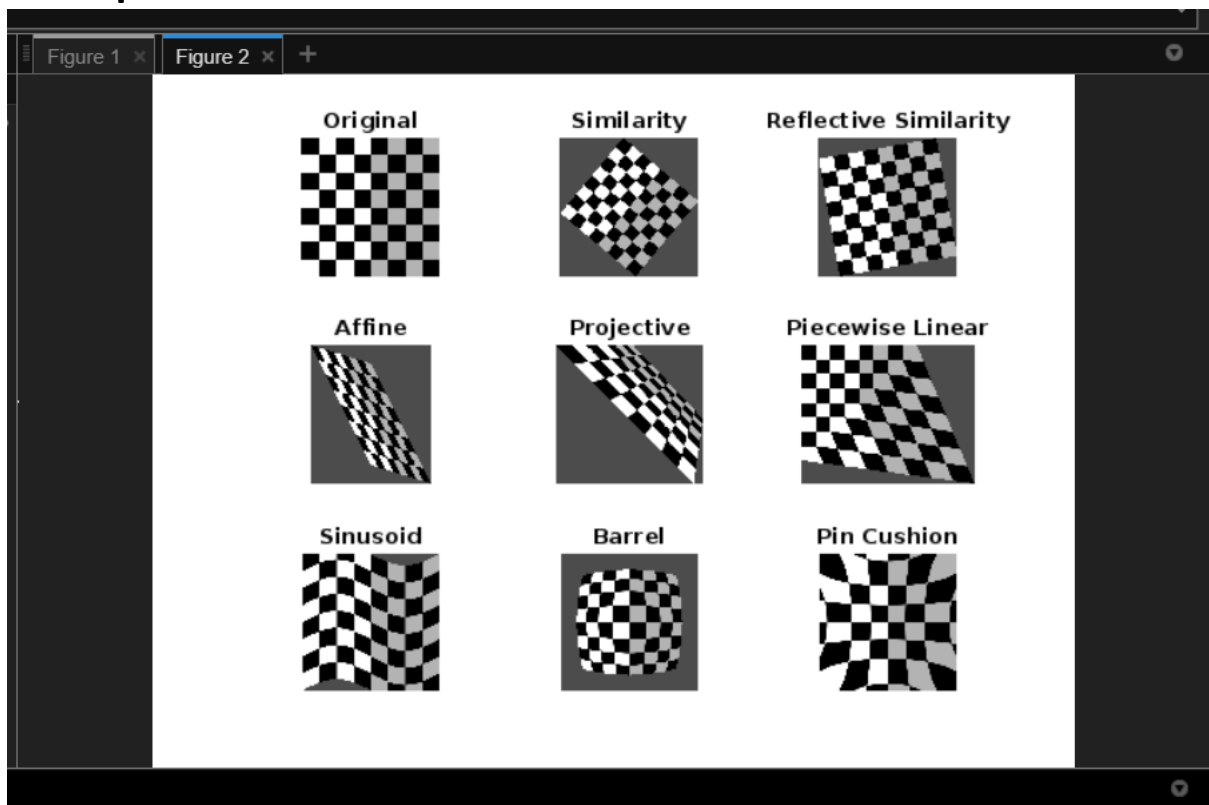 Figure 1 × Figure 2 × +
Original Similarity Reflective Similarity
Affine Projective Piecewise Linear
Sinusoid Barrel Pin Cushion